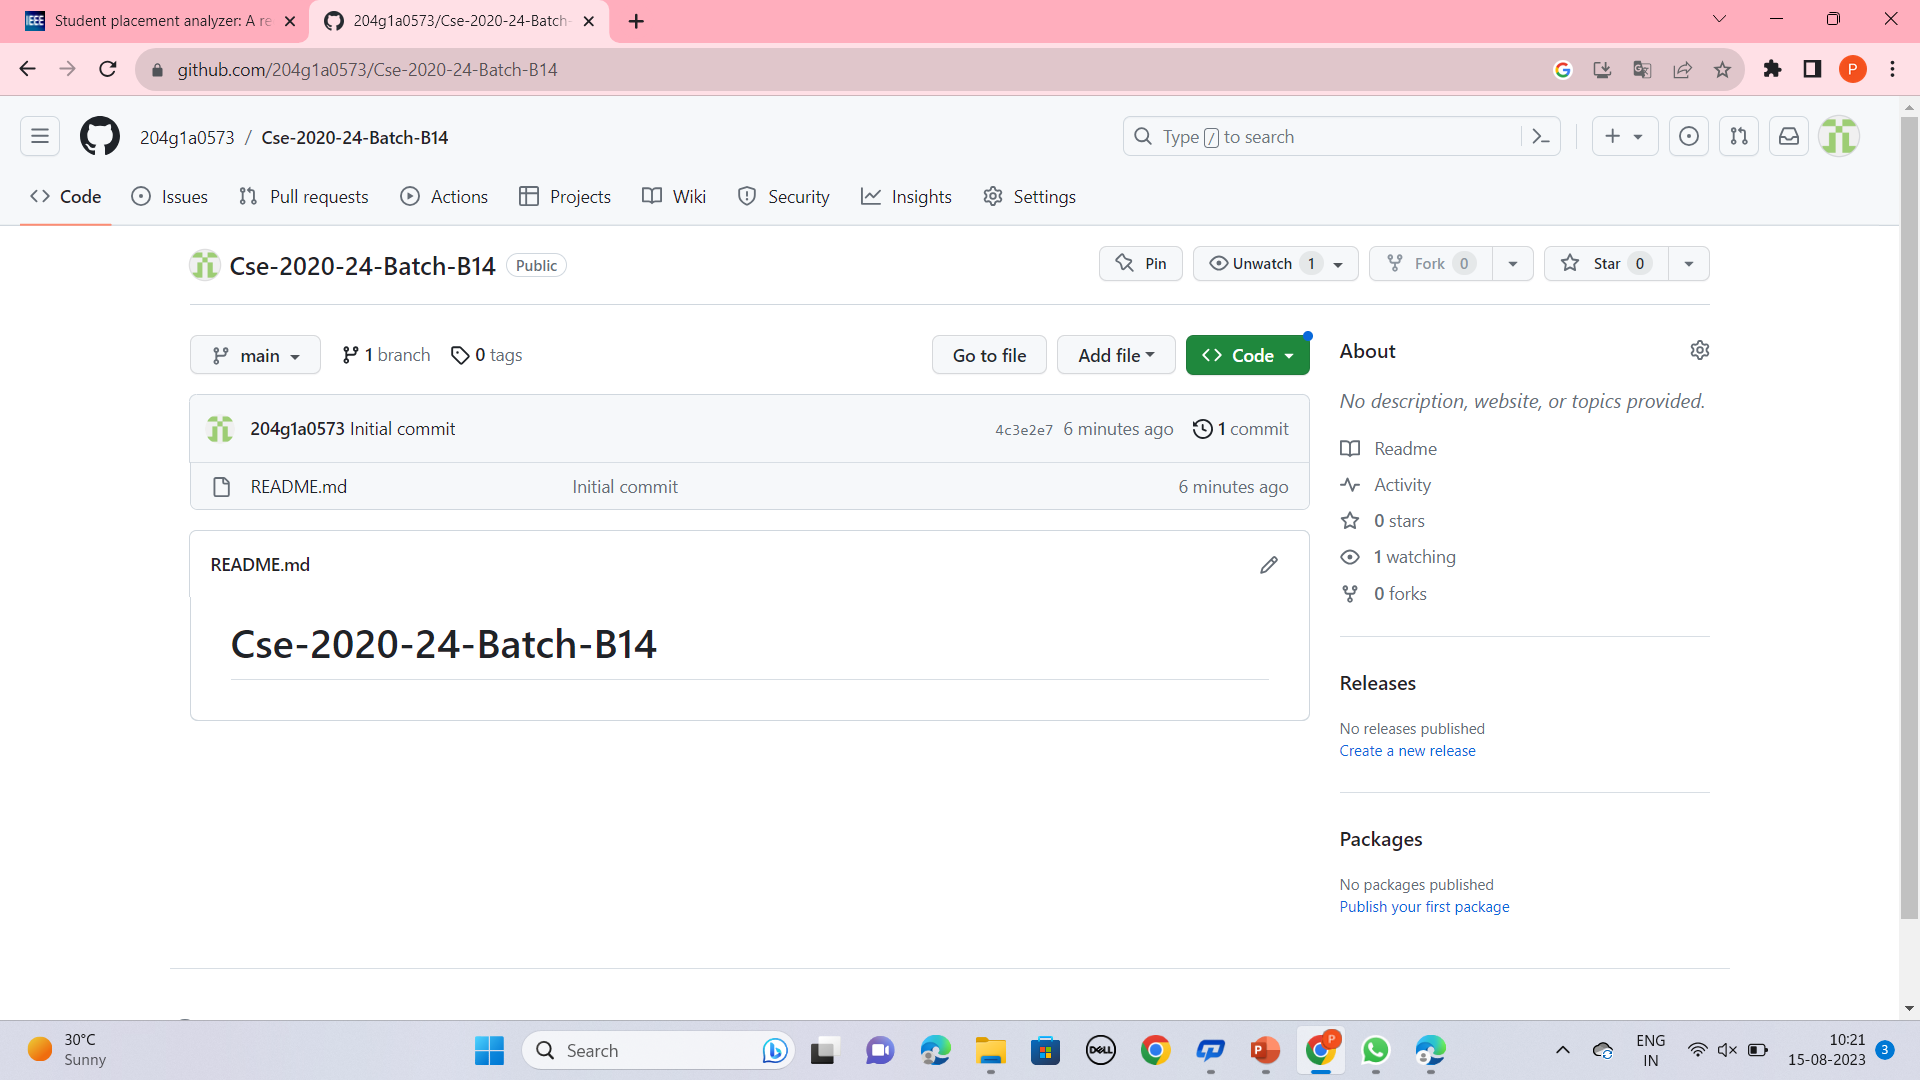 IEEE Student placement analyzer: A re
204g1a0573/Cse-2020-24-Batch-
github.com/204g1a0573/Cse-2020-24-Batch-B14
P
204g1a0573 / Cse-2020-24-Batch-B14
Type / to search
Code Issues Pull requests Actions Projects Wiki Security Insights Settings
Cse-2020-24-Batch-B14 Public
Pin Unwatch 1 Fork 0 Star 0
main 1 branch 0 tags Go to file Add file Code
204g1a0573 Initial commit 4c3e2e7 6 minutes ago 1 commit
README.md Initial commit 6 minutes ago
README.md
Cse-2020-24-Batch-B14
About
No description, website, or topics provided.
Readme
Activity
0 stars
1 watching
0 forks
Releases
No releases published
Create a new release
Packages
No packages published
Publish your first package
30°C
Sunny
Search
DELL
P
P
ENG
IN
10:21
15-08-2023
3